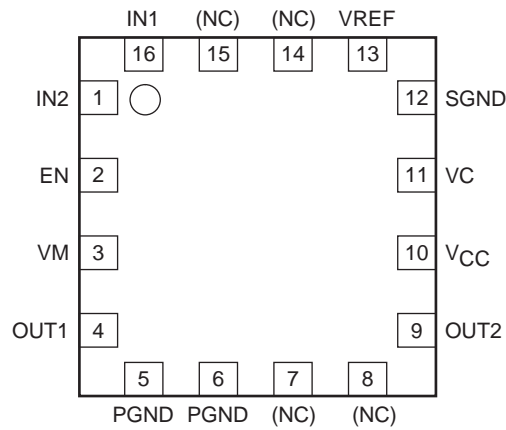 IN1 (NC) (NC) VREF
16 15 14 13
IN2 1 12 SGND
EN 2 11 VC
VM 3 10 VCC
OUT1 4 9 OUT2
5 6 7 8
PGND PGND (NC) (NC)